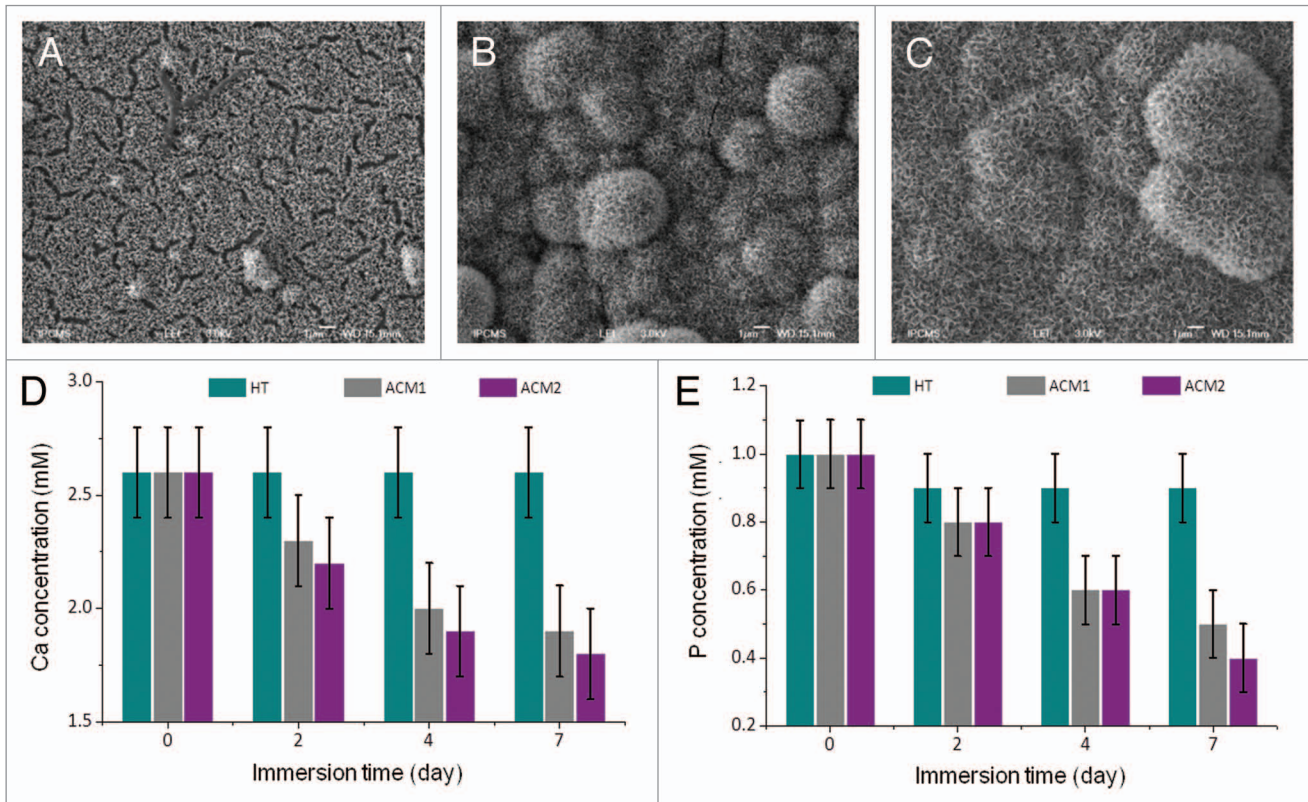 A
IPCMS LEI 3.0kV 1µm WD 15.1mm
B
IPCMS LEI 3.0kV 1µm WD 15.1mm
C
IPCMS LEI 3.0kV 1µm WD 15.1mm
D
HT ACM1 ACM2
Ca concentration (mM)
3.0
2.5
2.0
1.5
0 2 4 7
Immersion time (day)
E
HT ACM1 ACM2
P concentration (mM)
1.2
1.0
0.8
0.6
0.4
0.2
0 2 4 7
Immersion time (day)